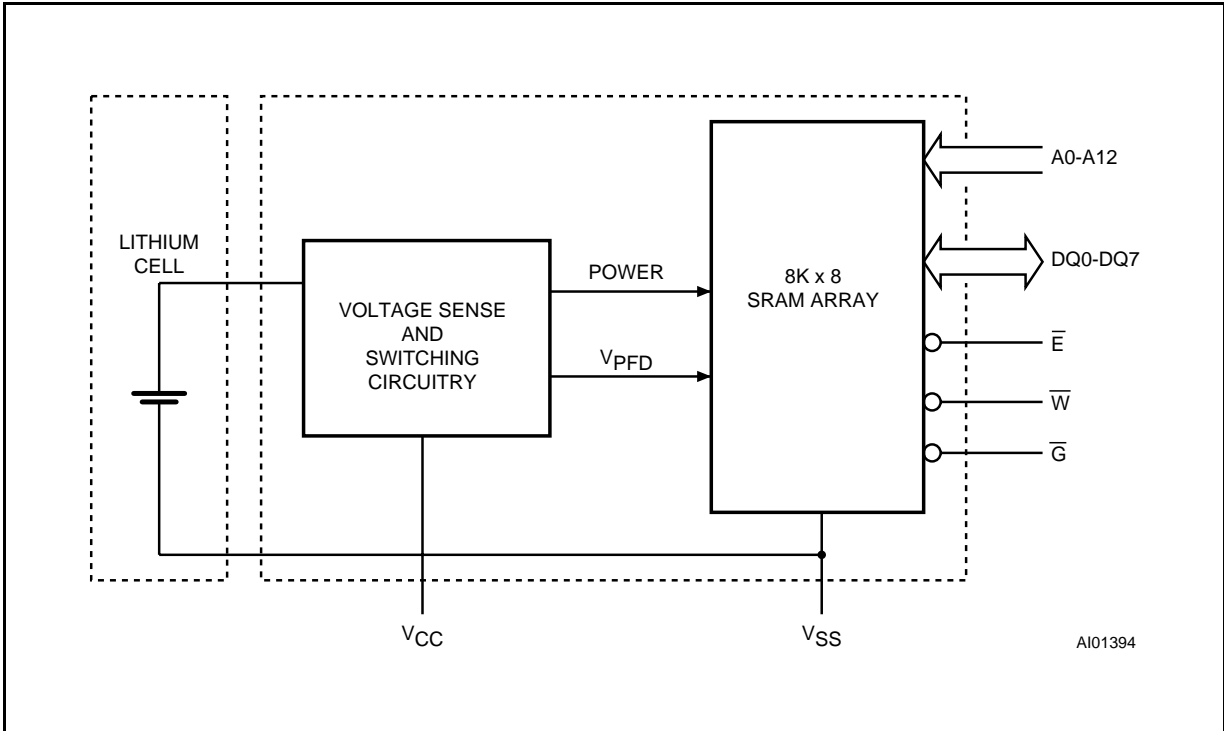 A0-A12
LITHIUM
CELL
DQ0-DQ7
POWER
8K x 8
SRAM ARRAY
VOLTAGE SENSE
AND
SWITCHING
CIRCUITRY
VPFD
E̅
W̅
G̅
VCC
VSS
AI01394